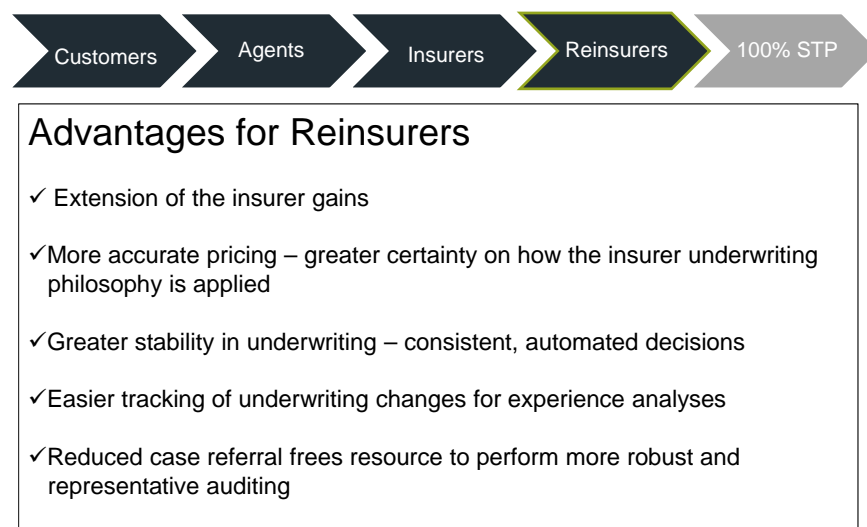 Customers
Agents
Insurers
Reinsurers
100% STP
Advantages for Reinsurers
✓ Extension of the insurer gains
✓More accurate pricing – greater certainty on how the insurer underwriting
philosophy is applied
✓Greater stability in underwriting – consistent, automated decisions
✓Easier tracking of underwriting changes for experience analyses
✓Reduced case referral frees resource to perform more robust and
representative auditing